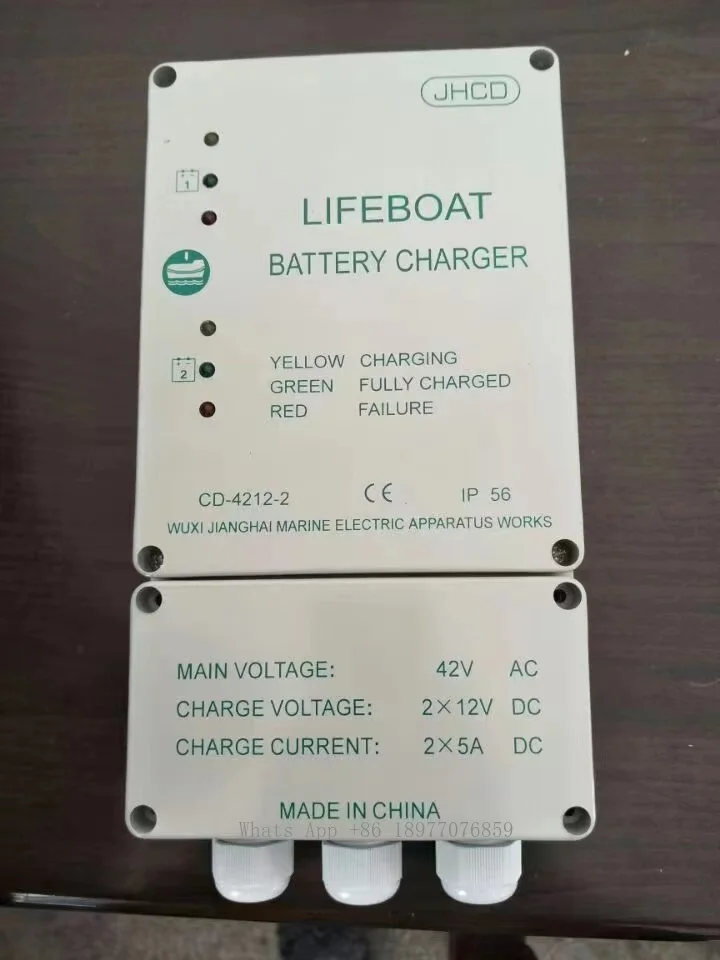 JHCD
1
LIFEBOAT
BATTERY CHARGER
2
YELLOW CHARGING
GREEN FULLY CHARGED
RED FAILURE
CD-4212-2 CE IP 56
WUXI JIANGHAI MARINE ELECTRIC APPARATUS WORKS
MAIN VOLTAGE: 42V AC
CHARGE VOLTAGE: 2×12V DC
CHARGE CURRENT: 2×5A DC
MADE IN CHINA
Whats App +86 18977076859